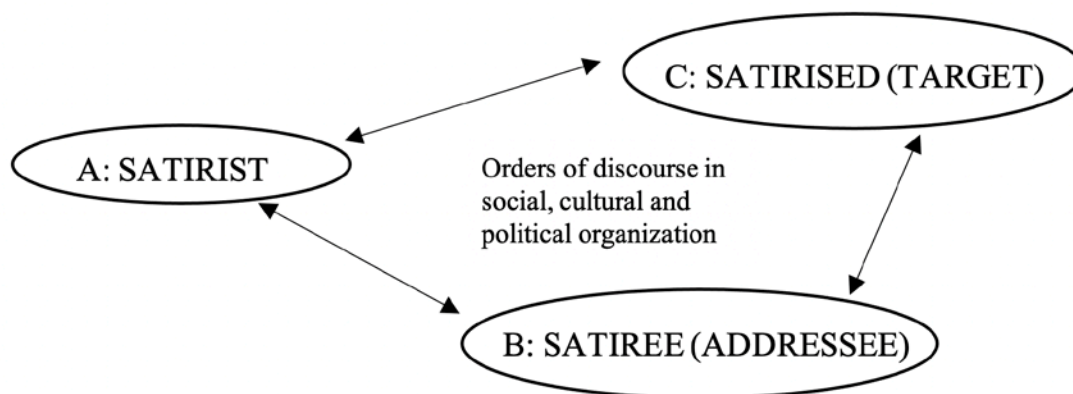 C: SATIRISED (TARGET)
A: SATIRIST
Orders of discourse in
social, cultural and
political organization
B: SATIREE (ADDRESSEE)